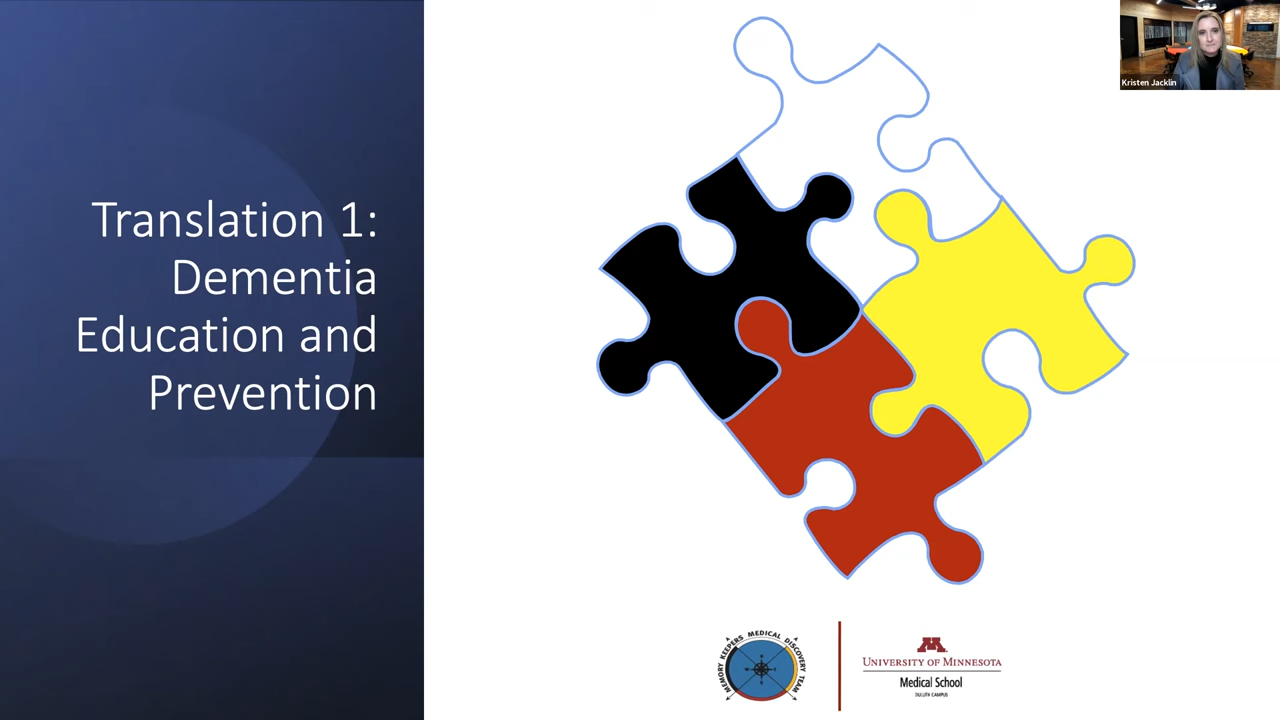 Translation 1:
Dementia
Education and
Prevention
Kristen Jacklin
MEMORY KEEPERS MEDICAL DISCOVERY TEAM
M
UNIVERSITY OF MINNESOTA
Medical School
DULUTH CAMPUS